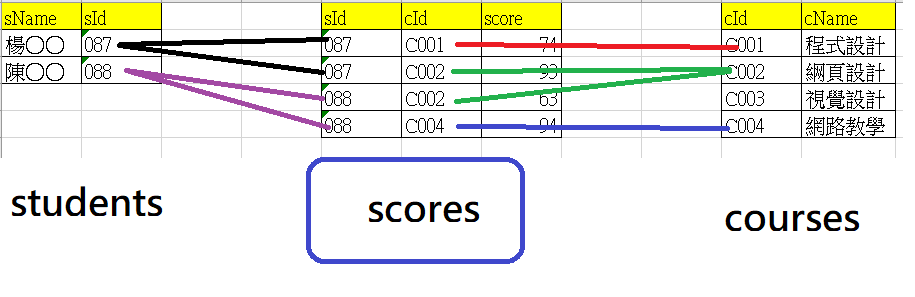 sName sId sId cId score cId cName
楊〇〇 087 087 C001 74 C001 程式設計
陳〇〇 088 087 C002 93 C002 網頁設計
088 C002 63 C003 視覺設計
088 C004 94 C004 網路教學
students scores courses